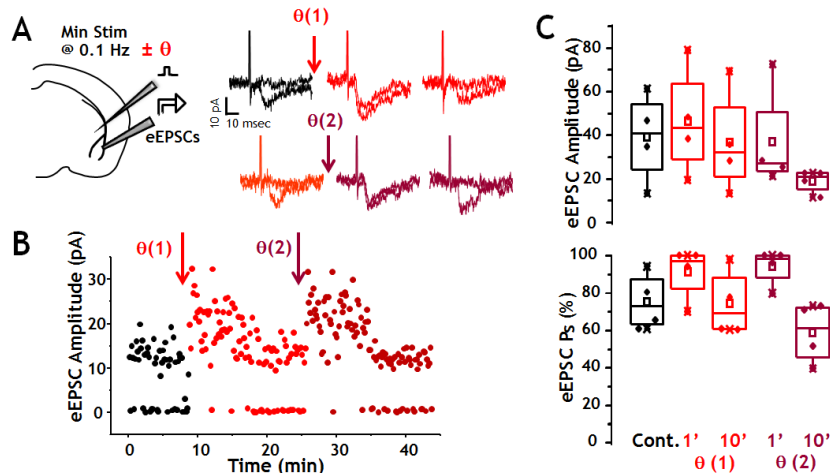 A
Min Stim
@ 0.1 Hz ± θ
eEPSCs
10 pA
10 msec
θ(1)
θ(2)
B
θ(1)
θ(2)
eEPSC Amplitude (pA)
30
20
10
0
0 10 20 30 40
Time (min)
C
eEPSC Amplitude (pA)
80
60
40
20
0
eEPSC Ps (%)
100
80
60
40
20
0
Cont. 1' 10' 1' 10'
θ (1) θ (2)